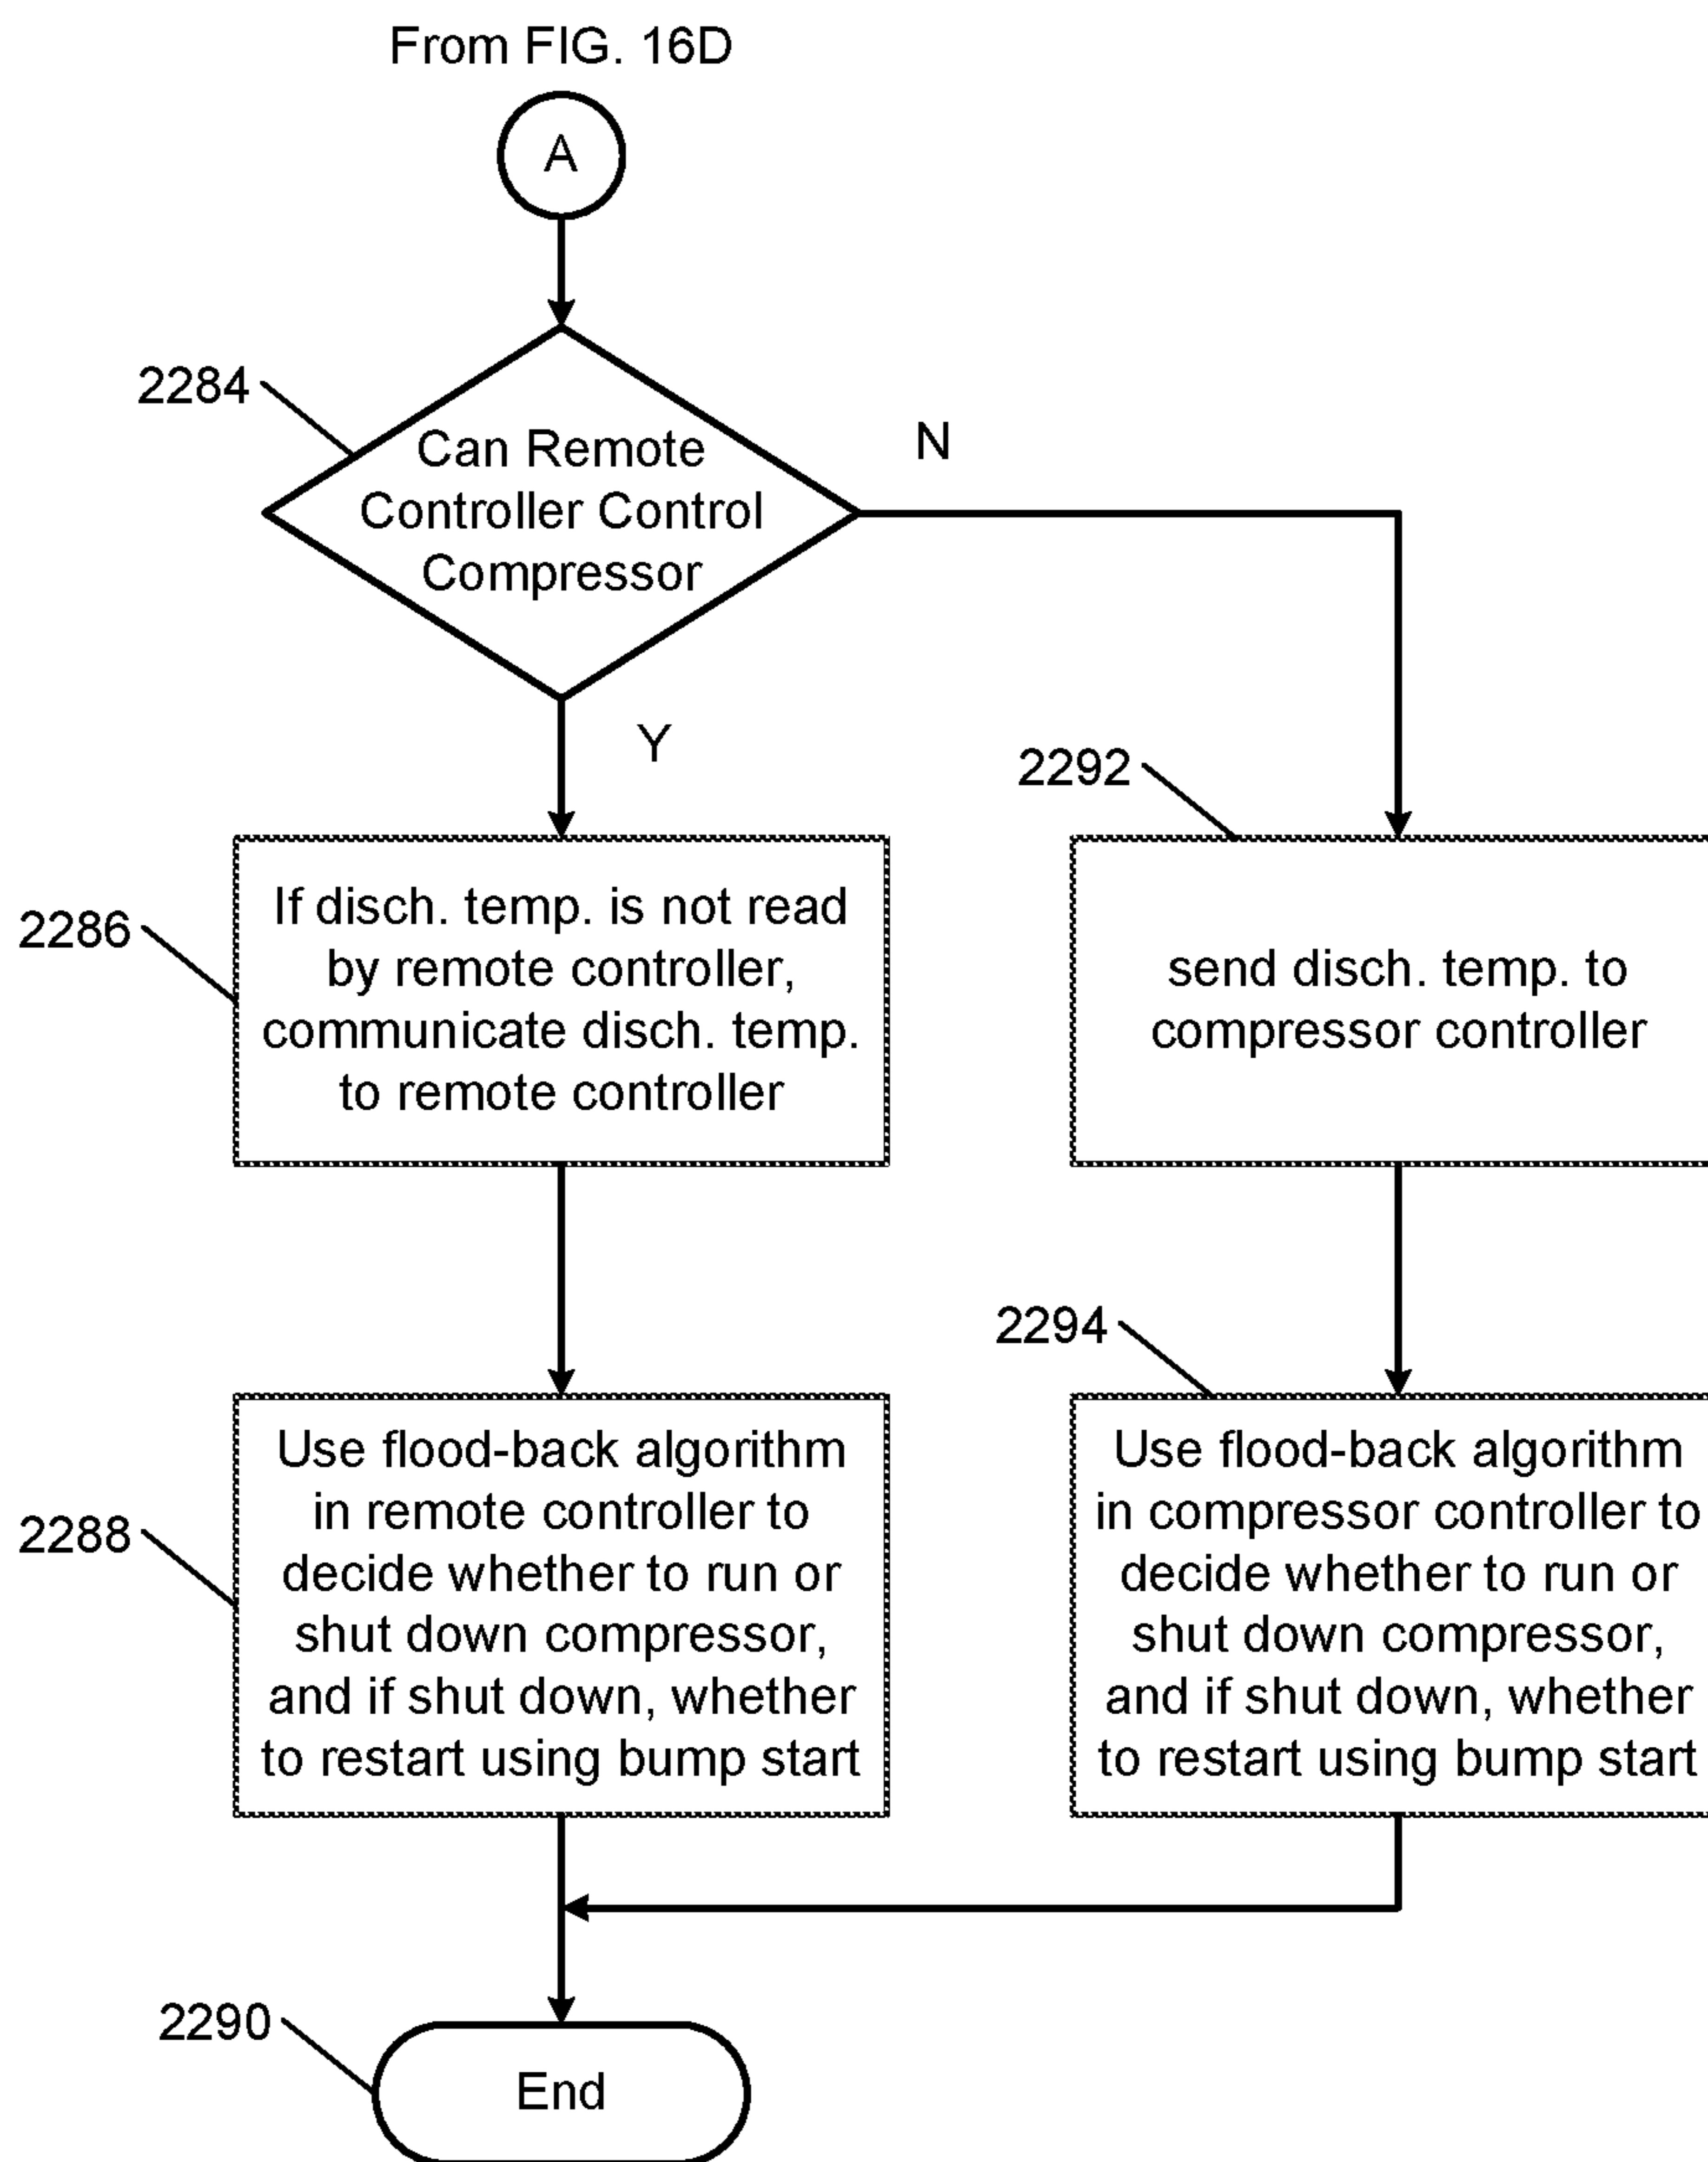 From FIG. 16D
A
2284
Can Remote
Controller Control
Compressor
N
Y
2292
2286
If disch. temp. is not read
by remote controller,
communicate disch. temp.
to remote controller
send disch. temp. to
compressor controller
2294
2288
Use flood-back algorithm
in remote controller to
decide whether to run or
shut down compressor,
and if shut down, whether
to restart using bump start
Use flood-back algorithm
in compressor controller to
decide whether to run or
shut down compressor,
and if shut down, whether
to restart using bump start
2290
End